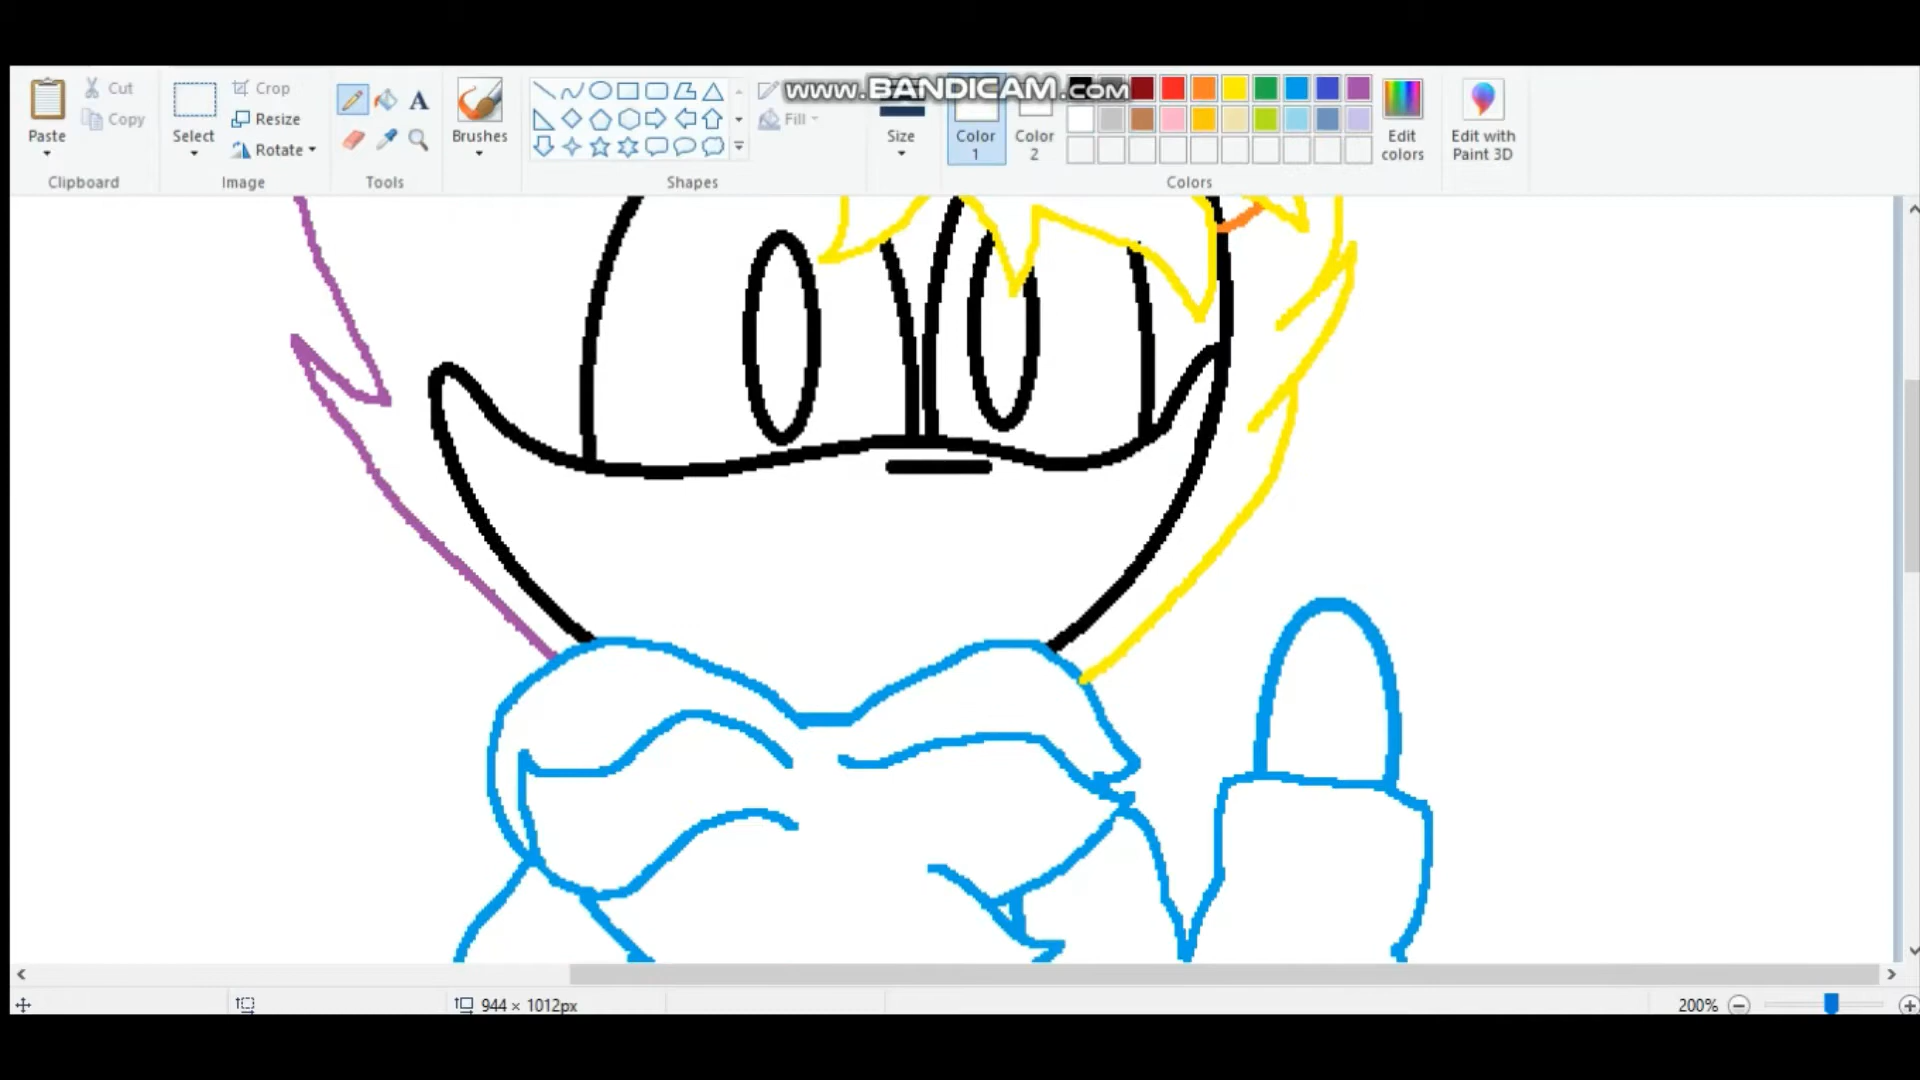 www.BANDICAM.com
Paste
Cut
Copy
Clipboard
Select
Crop
Resize
Rotate
Image
A
Tools
Brushes
Fill
Shapes
Size
Color
1
Color
2
Edit
colors
Colors
Edit with
Paint 3D
944 × 1012px
200%